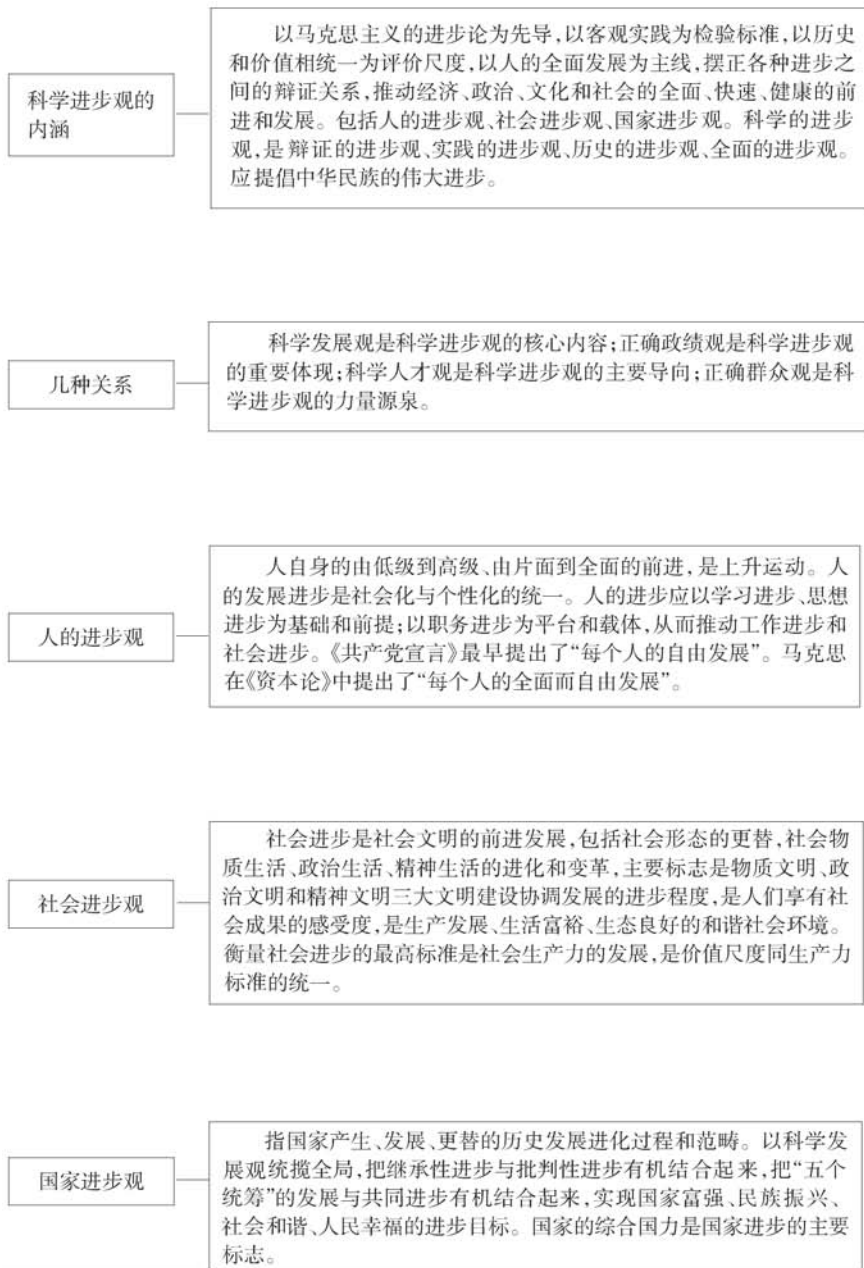 科学进步观的
内涵
以马克思主义的进步论为先导,以客观实践为检验标准,以历史
和价值相统一为评价尺度,以人的全面发展为主线,摆正各种进步之
间的辩证关系,推动经济、政治、文化和社会的全面、快速、健康的前
进和发展。包括人的进步观、社会进步观、国家进步观。科学的进步
观,是辩证的进步观、实践的进步观、历史的进步观、全面的进步观。
应提倡中华民族的伟大进步。
几种关系
科学发展观是科学进步观的核心内容;正确政绩观是科学进步观
的重要体现;科学人才观是科学进步观的主要导向;正确群众观是科
学进步观的力量源泉。
人的进步观
人自身的由低级到高级、由片面到全面的前进,是上升运动。人
的发展进步是社会化与个性化的统一。人的进步应以学习进步、思想
进步为基础和前提;以职务进步为平台和载体,从而推动工作进步和
社会进步。《共产党宣言》最早提出了“每个人的自由发展”。马克思
在《资本论》中提出了“每个人的全面而自由发展”。
社会进步观
社会进步是社会文明的前进发展,包括社会形态的更替,社会物
质生活、政治生活、精神生活的进化和变革,主要标志是物质文明、政
治文明和精神文明三大文明建设协调发展的进步程度,是人们享有社
会成果的感受度,是生产发展、生活富裕、生态良好的和谐社会环境。
衡量社会进步的最高标准是社会生产力的发展,是价值尺度同生产力
标准的统一。
国家进步观
指国家产生、发展、更替的历史发展进化过程和范畴。以科学发
展观统揽全局,把继承性进步与批判性进步有机结合起来,把“五个
统筹”的发展与共同进步有机结合起来,实现国家富强、民族振兴、
社会和谐、人民幸福的进步目标。国家的综合国力是国家进步的主要
标志。